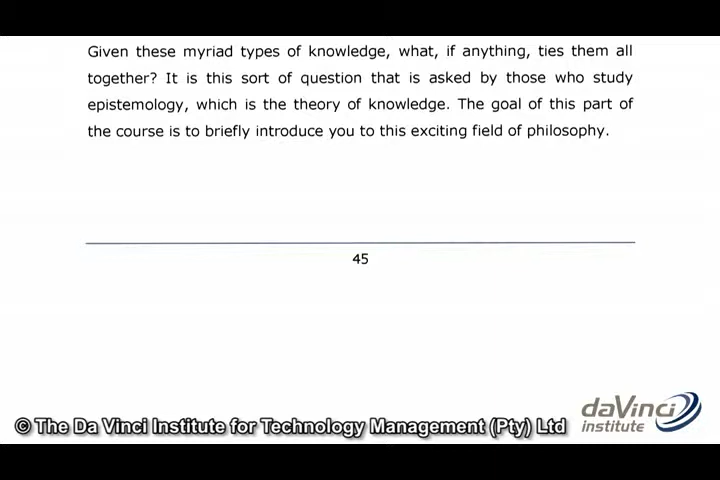 Given these myriad types of knowledge, what, if anything, ties them all
together? It is this sort of question that is asked by those who study
epistemology, which is the theory of knowledge. The goal of this part of
the course is to briefly introduce you to this exciting field of philosophy.
45
© The Da Vinci Institute for Technology Management (Pty) Ltd
daVinci
institute